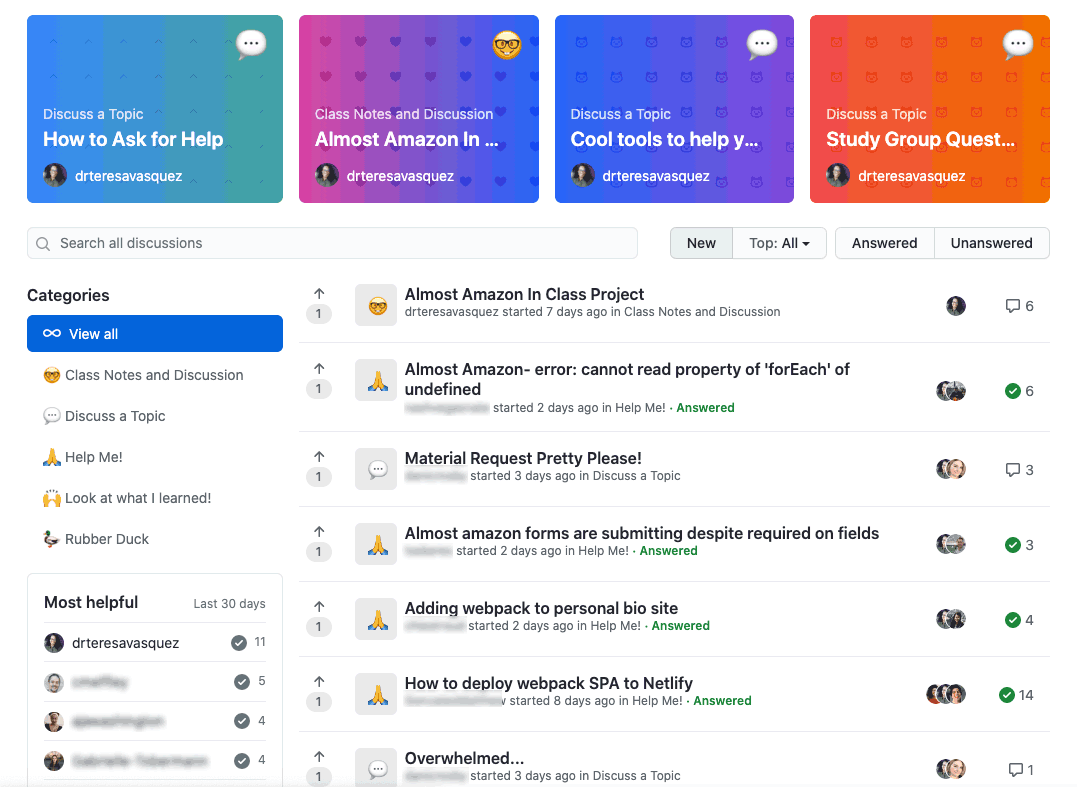 Discuss a Topic
How to Ask for Help
drteresavasquez
Class Notes and Discussion
Almost Amazon In ...
drteresavasquez
Discuss a Topic
Cool tools to help y...
drteresavasquez
Discuss a Topic
Study Group Quest...
drteresavasquez
Search all discussions
New
Top: All
Answered
Unanswered
Categories
View all
Class Notes and Discussion
Discuss a Topic
Help Me!
Look at what I learned!
Rubber Duck
Most helpful
Last 30 days
drteresavasquez
11
5
4
4
1
Almost Amazon In Class Project
drteresavasquez started 7 days ago in Class Notes and Discussion
6
1
Almost Amazon- error: cannot read property of 'forEach' of
undefined
started 2 days ago in Help Me! · Answered
6
1
Material Request Pretty Please!
started 3 days ago in Discuss a Topic
3
1
Almost amazon forms are submitting despite required on fields
started 2 days ago in Help Me! · Answered
3
1
Adding webpack to personal bio site
started 2 days ago in Help Me! · Answered
4
1
How to deploy webpack SPA to Netlify
started 8 days ago in Help Me! · Answered
14
1
Overwhelmed...
started 3 days ago in Discuss a Topic
1